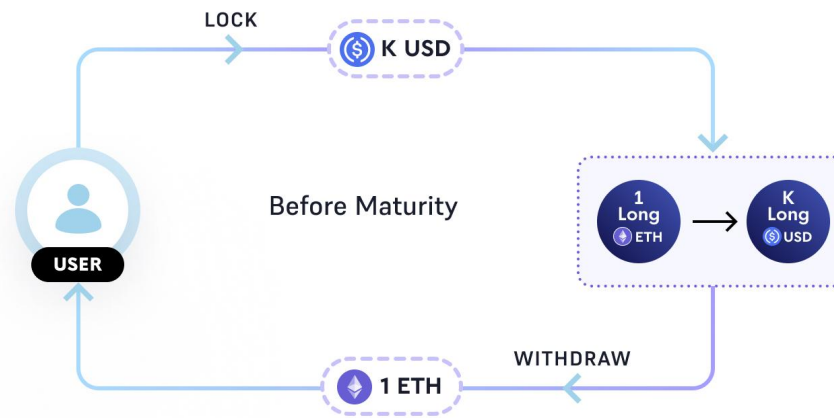 LOCK
K USD
Before Maturity
USER
1
Long
ETH
K
Long
USD
WITHDRAW
1 ETH